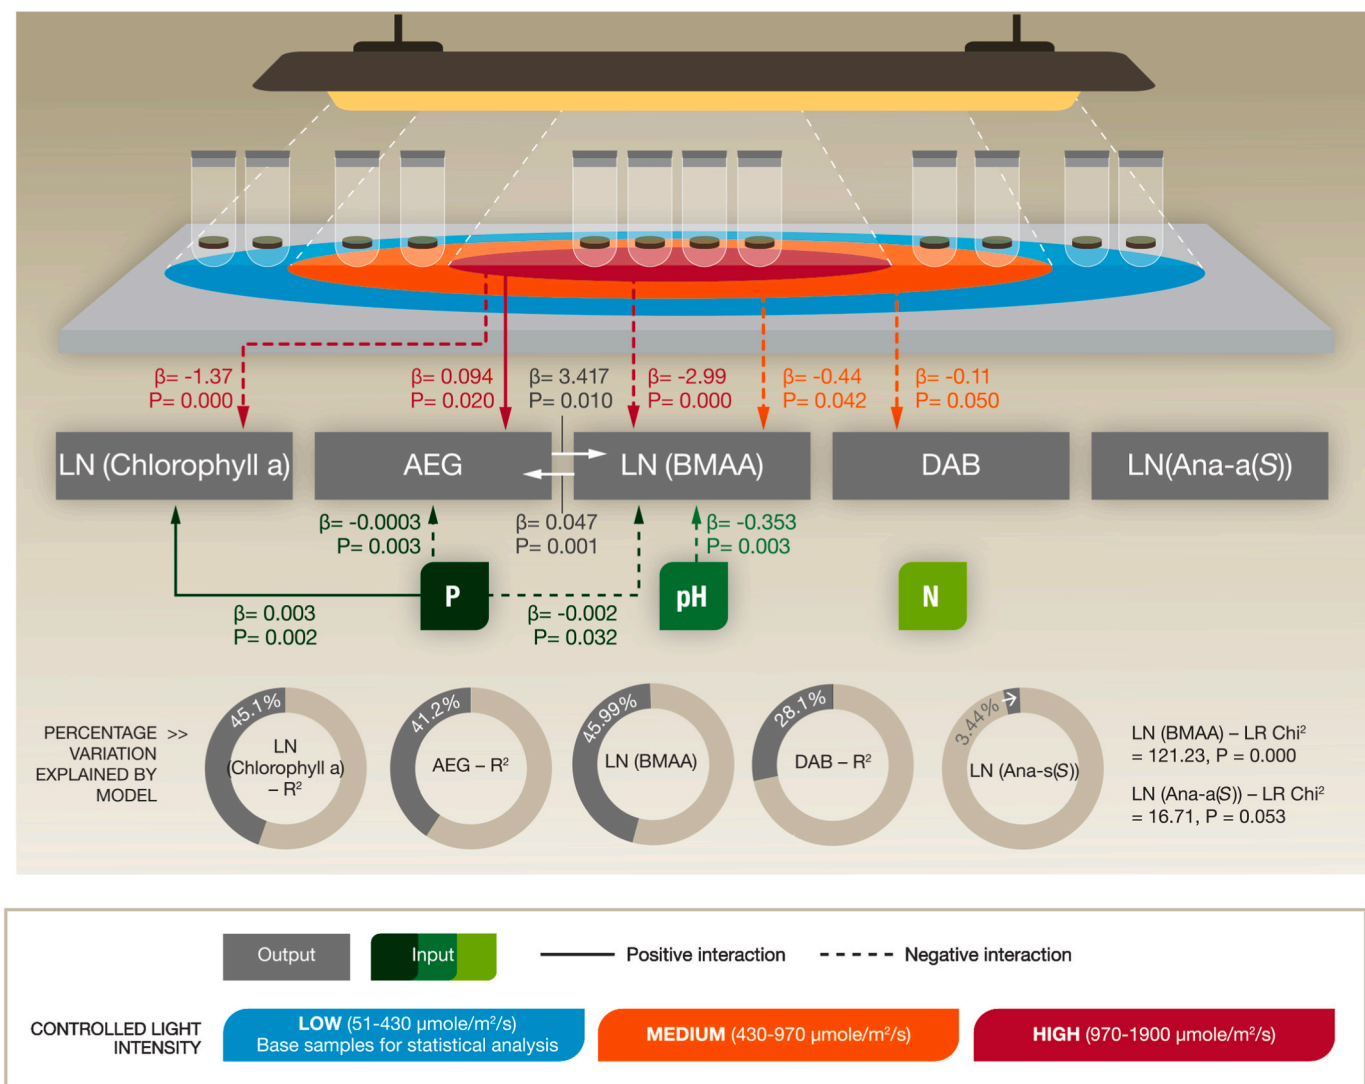 β= -1.37
P= 0.000
β= 0.094
P= 0.020
β= 3.417
P= 0.010
β= -2.99
P= 0.000
β= -0.44
P= 0.042
β= -0.11
P= 0.050
LN (Chlorophyll a)
AEG
LN (BMAA)
DAB
LN(Ana-a(S))
β= -0.0003
P= 0.003
β= 0.047
P= 0.001
β= -0.353
P= 0.003
P
pH
N
β= 0.003
P= 0.002
β= -0.002
P= 0.032
PERCENTAGE >>
VARIATION
EXPLAINED BY
MODEL
45.1%
LN
(Chlorophyll a)
– R²
41.2%
AEG – R²
45.99%
LN (BMAA)
28.1%
DAB – R²
3.44%
LN (Ana-s(S))
LN (BMAA) – LR Chi²
= 121.23, P = 0.000
LN (Ana-a(S)) – LR Chi²
= 16.71, P = 0.053
Output
Input
Positive interaction
Negative interaction
CONTROLLED LIGHT
INTENSITY
LOW (51-430 µmole/m²/s)
Base samples for statistical analysis
MEDIUM (430-970 µmole/m²/s)
HIGH (970-1900 µmole/m²/s)